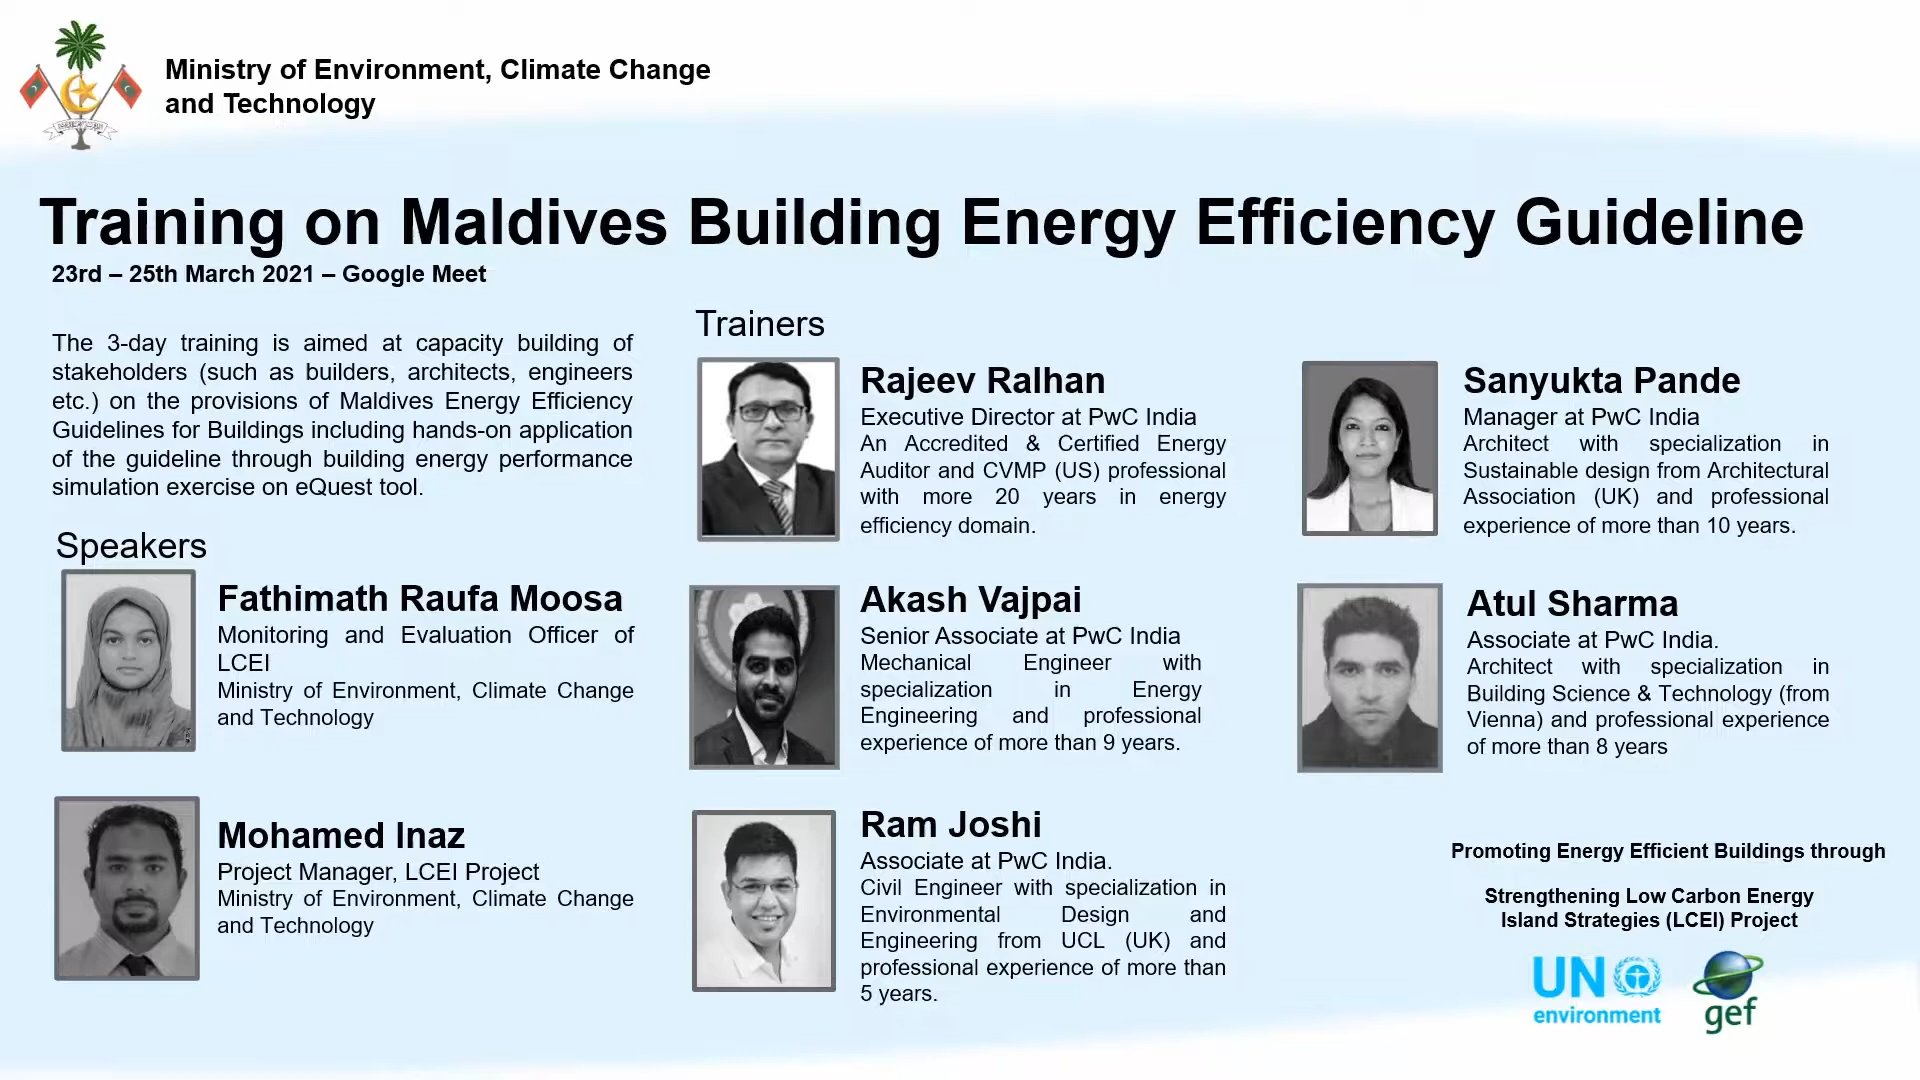 Ministry of Environment, Climate Change
and Technology
Training on Maldives Building Energy Efficiency Guideline
23rd – 25th March 2021 – Google Meet
The 3-day training is aimed at capacity building of
stakeholders (such as builders, architects, engineers
etc.) on the provisions of Maldives Energy Efficiency
Guidelines for Buildings including hands-on application
of the guideline through building energy performance
simulation exercise on eQuest tool.
Speakers
Fathimath Raufa Moosa
Monitoring and Evaluation Officer of
LCEI
Ministry of Environment, Climate Change
and Technology
Mohamed Inaz
Project Manager, LCEI Project
Ministry of Environment, Climate Change
and Technology
Trainers
Rajeev Ralhan
Executive Director at PwC India
An Accredited & Certified Energy
Auditor and CVMP (US) professional
with more 20 years in energy
efficiency domain.
Akash Vajpai
Senior Associate at PwC India
Mechanical Engineer with
specialization in Energy
Engineering and professional
experience of more than 9 years.
Ram Joshi
Associate at PwC India.
Civil Engineer with specialization in
Environmental Design and
Engineering from UCL (UK) and
professional experience of more than
5 years.
Sanyukta Pande
Manager at PwC India
Architect with specialization in
Sustainable design from Architectural
Association (UK) and professional
experience of more than 10 years.
Atul Sharma
Associate at PwC India.
Architect with specialization in
Building Science & Technology (from
Vienna) and professional experience
of more than 8 years
Promoting Energy Efficient Buildings through
Strengthening Low Carbon Energy
Island Strategies (LCEI) Project
UN
environment
gef